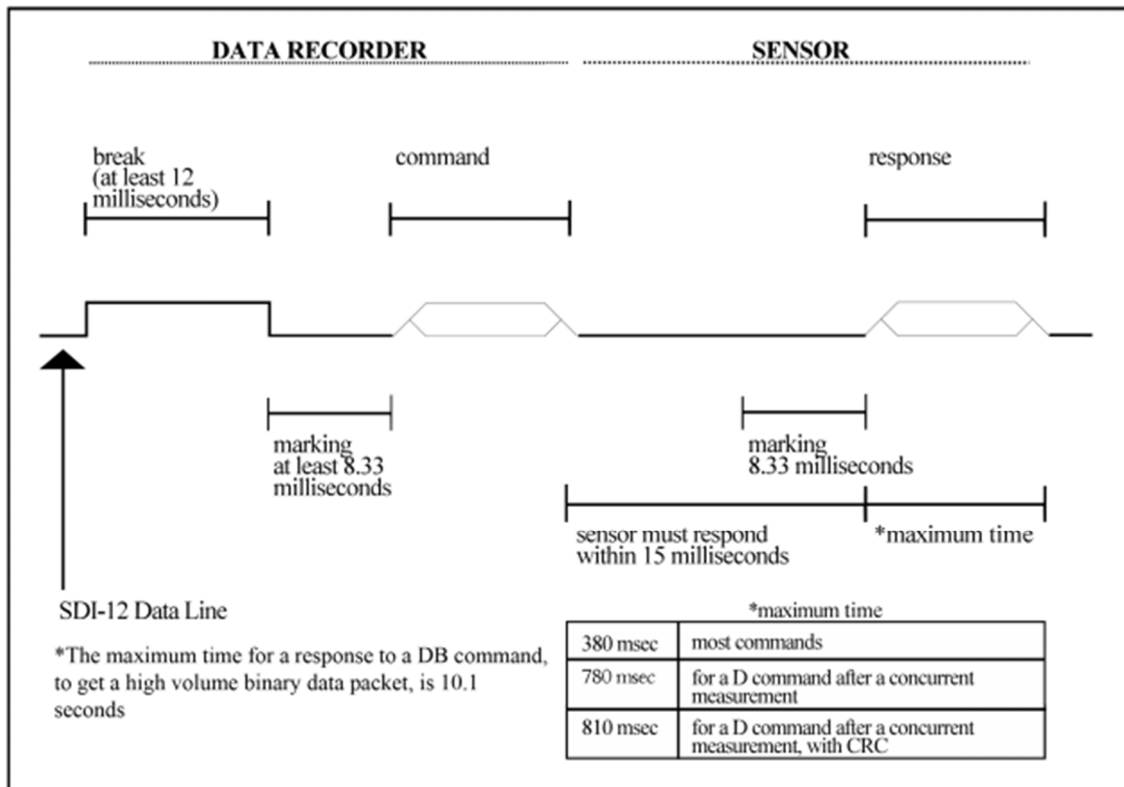 DATA RECORDER
SENSOR
break
(at least 12
milliseconds)
command
response
marking
at least 8.33
milliseconds
marking
8.33 milliseconds
sensor must respond
within 15 milliseconds
*maximum time
SDI-12 Data Line
*The maximum time for a response to a DB command,
to get a high volume binary data packet, is 10.1
seconds
*maximum time
380 msec
most commands
780 msec
for a D command after a concurrent
measurement
810 msec
for a D command after a concurrent
measurement, with CRC